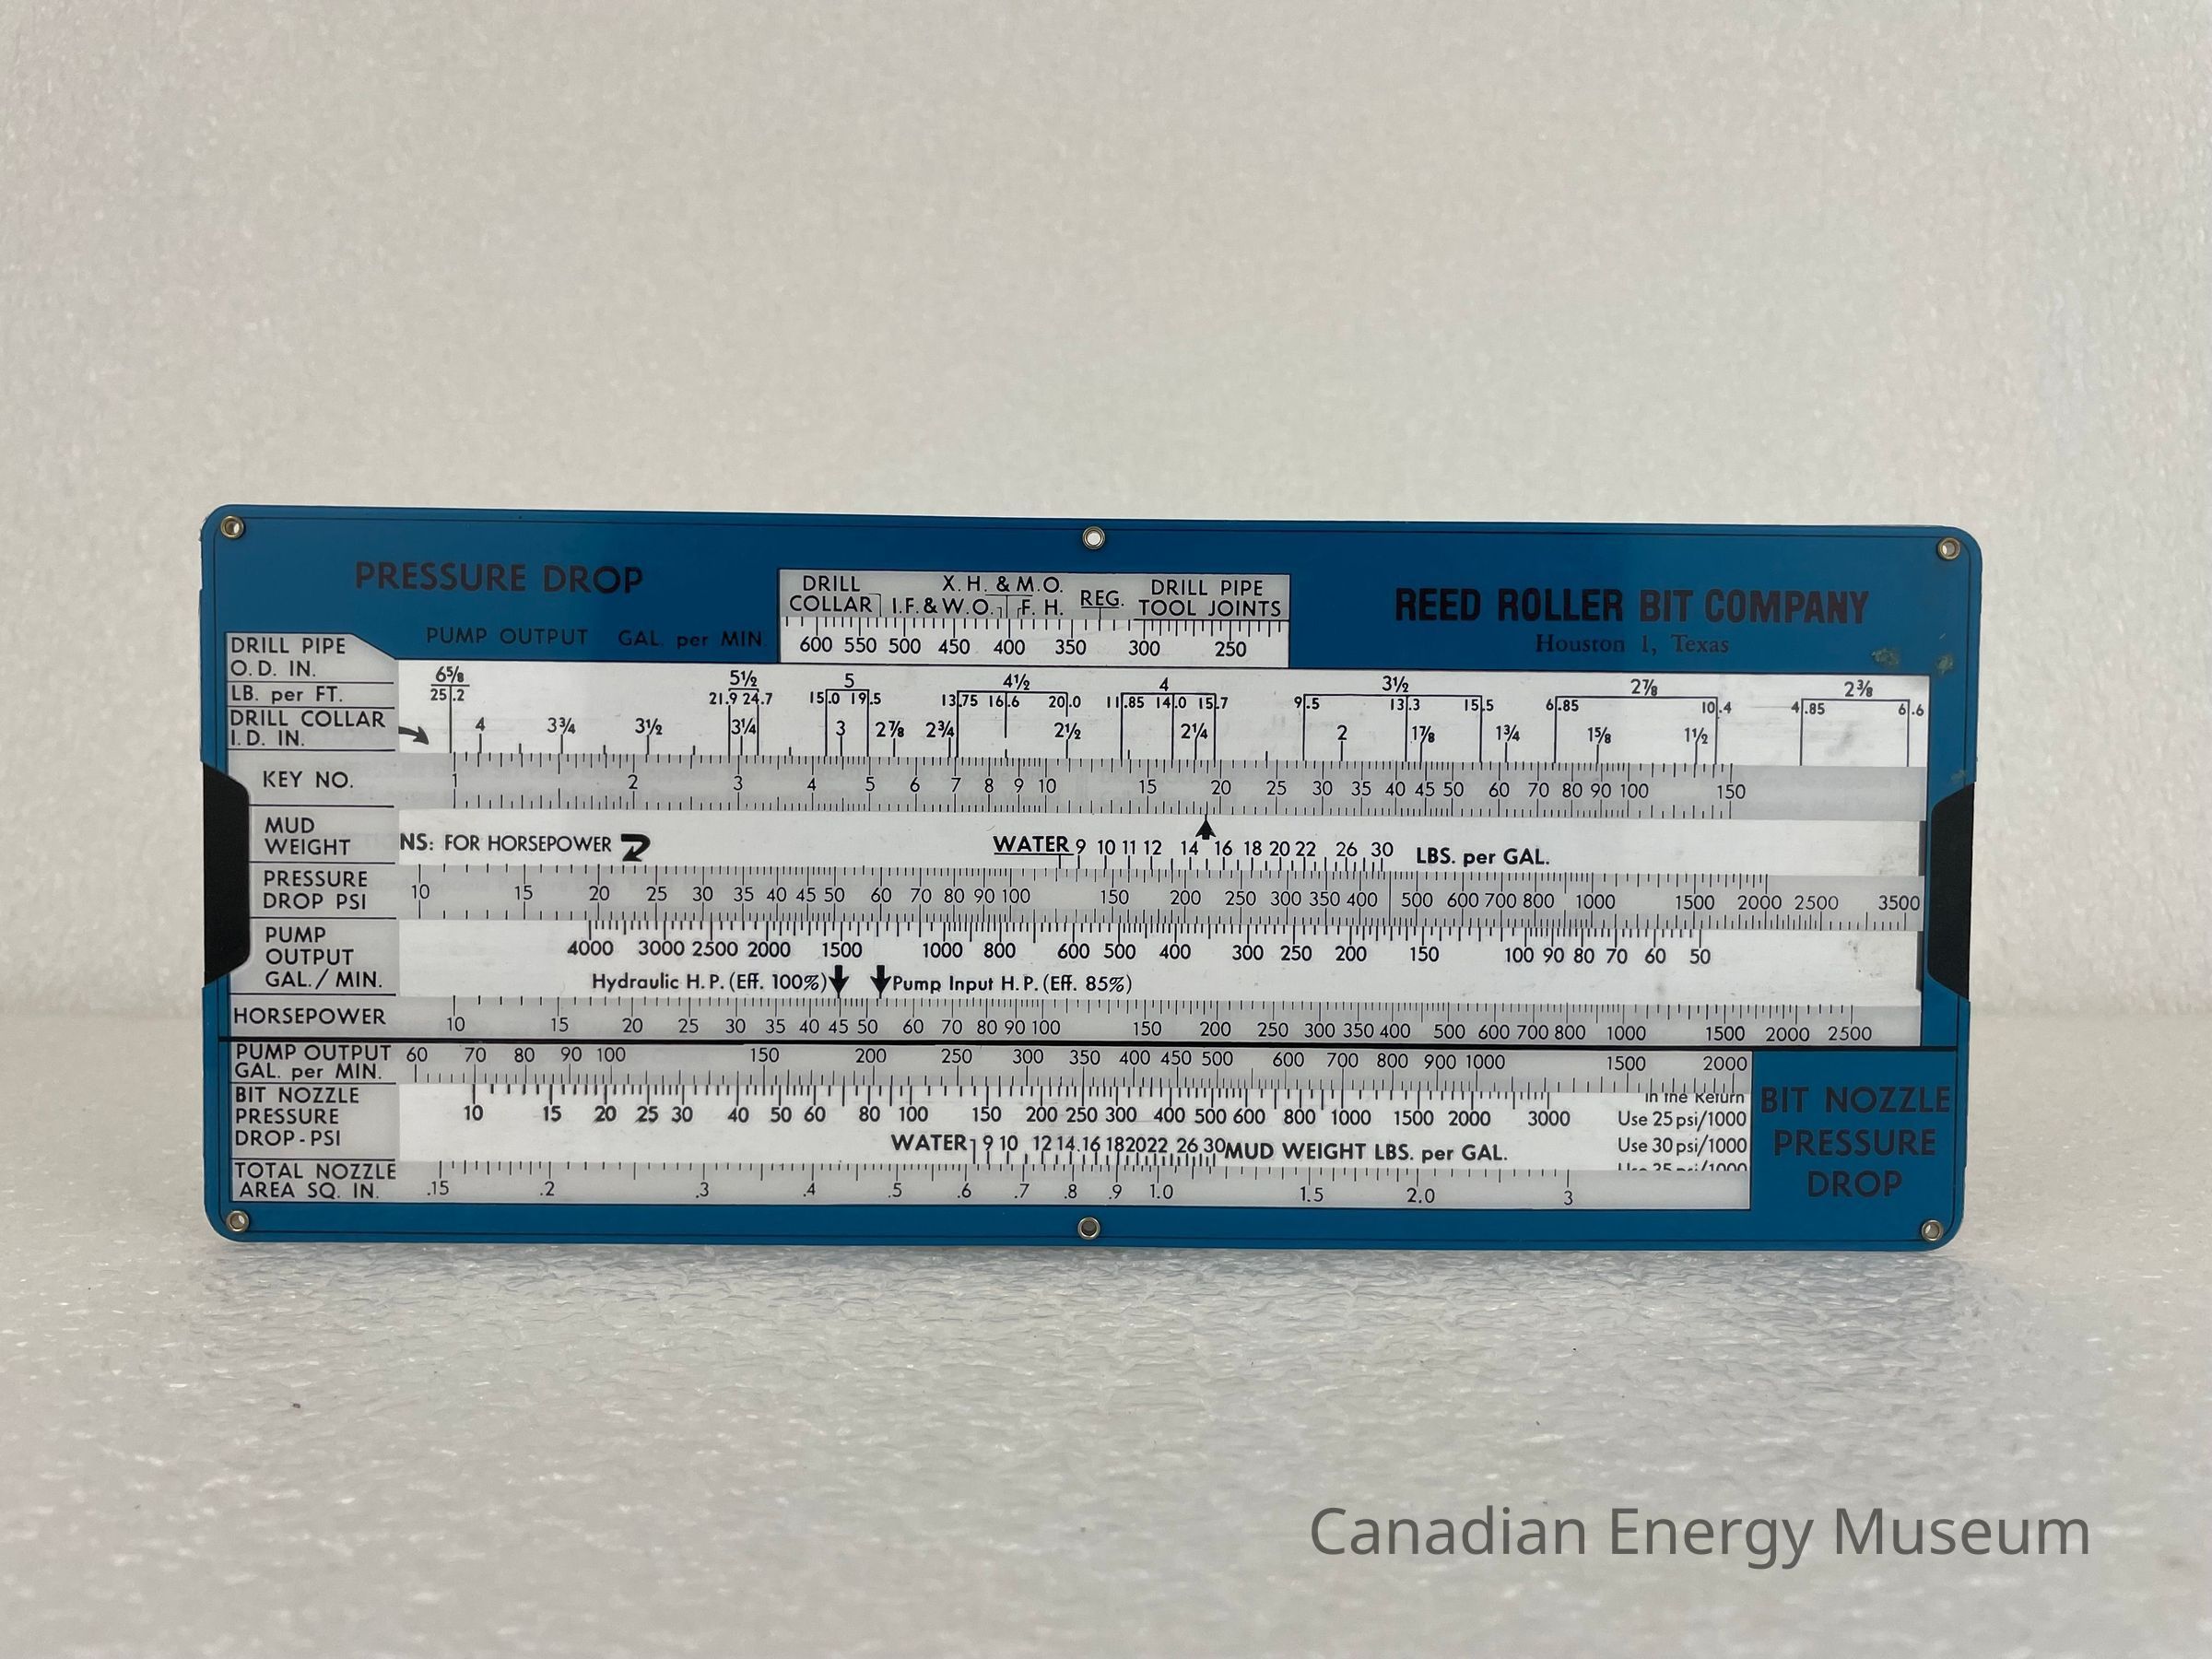 PRESSURE DROP
DRILL COLLAR X.H. & M.O. I.F. & W.O. F.H. REG. DRILL PIPE TOOL JOINTS
REED ROLLER BIT COMPANY
Houston 1, Texas
PUMP OUTPUT GAL. per MIN.
600 550 500 450 400 350 300 250
DRILL PIPE O.D. IN.
6⅝ 5½ 5 4½ 4 3½ 2⅞ 2⅜
LB. per FT.
25.2 21.9 24.7 15.0 19.5 13.75 16.6 20.0 11.85 14.0 15.7 9.5 13.3 15.5 6.85 10.4 4.85 6.6
DRILL COLLAR I.D. IN.
4 3¾ 3½ 3¼ 3 2⅞ 2¾ 2½ 2¼ 2 1⅞ 1¾ 1⅝ 1½
KEY NO. 1 2 3 4 5 6 7 8 9 10 15 20 25 30 35 40 45 50 60 70 80 90 100 150
MUD WEIGHT
NS: FOR HORSEPOWER WATER 9 10 11 12 14 16 18 20 22 26 30 LBS. per GAL.
PRESSURE DROP PSI
10 15 20 25 30 35 40 45 50 60 70 80 90 100 150 200 250 300 350 400 500 600 700 800 1000 1500 2000 2500 3500
PUMP OUTPUT GAL./ MIN.
4000 3000 2500 2000 1500 1000 800 600 500 400 300 250 200 150 100 90 80 70 60 50
Hydraulic H.P. (Eff. 100%) Pump Input H.P. (Eff. 85%)
HORSEPOWER 10 15 20 25 30 35 40 45 50 60 70 80 90 100 150 200 250 300 350 400 500 600 700 800 1000 1500 2000 2500
PUMP OUTPUT GAL. per MIN.
60 70 80 90 100 150 200 250 300 350 400 450 500 600 700 800 900 1000 1500 2000
BIT NOZZLE PRESSURE DROP-PSI
10 15 20 25 30 40 50 60 80 100 150 200 250 300 400 500 600 800 1000 1500 2000 3000
in the Return
Use 25 psi/1000
Use 30 psi/1000
Use 35 psi/1000
WATER 9 10 12 14 16 18 20 22 26 30 MUD WEIGHT LBS. per GAL.
TOTAL NOZZLE AREA SQ. IN.
.15 .2 .3 .4 .5 .6 .7 .8 .9 1.0 1.5 2.0 3
BIT NOZZLE
PRESSURE
DROP
Canadian Energy Museum